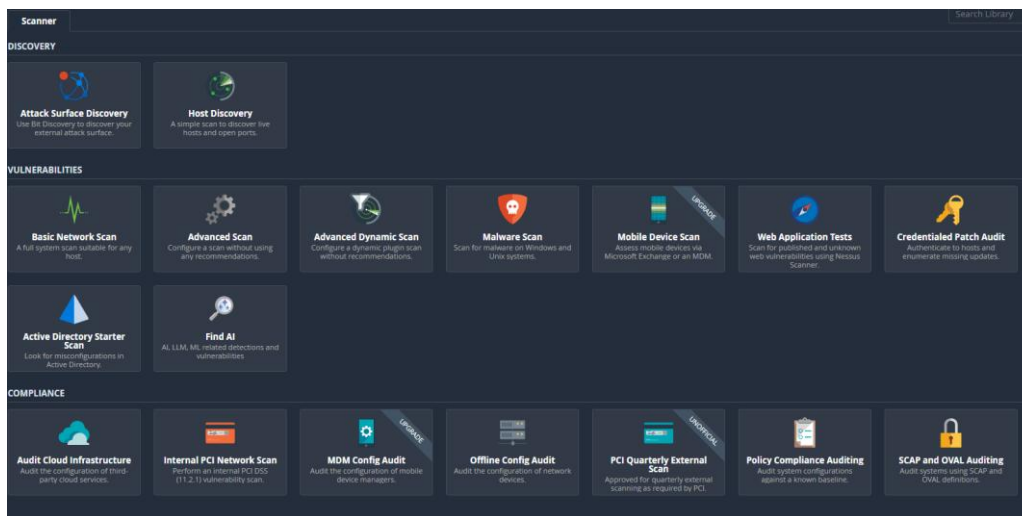 Scanner
Search Library
DISCOVERY
Attack Surface Discovery
Use Bit Discovery to discover your
external attack surface.
Host Discovery
A simple scan to discover live
hosts and open ports.
VULNERABILITIES
Basic Network Scan
A full system scan suitable for any
host.
Advanced Scan
Configure a scan without using
any recommendations.
Advanced Dynamic Scan
Configure a dynamic plugin scan
without recommendations.
Malware Scan
Scan for malware on Windows and
Unix systems.
UPGRADE
Mobile Device Scan
Assess mobile devices via
Microsoft Exchange or an MDM.
Web Application Tests
Scan for published and unknown
web vulnerabilities using Nessus
Scanner.
Credentialed Patch Audit
Authenticate to hosts and
enumerate missing updates.
Active Directory Starter
Scan
Look for misconfigurations in
Active Directory.
Find AI
AI, LLM, ML related detections and
vulnerabilities
COMPLIANCE
Audit Cloud Infrastructure
Audit the configuration of third-
party cloud services.
Internal PCI Network Scan
Perform an internal PCI DSS
(11.2.1) vulnerability scan.
UPGRADE
MDM Config Audit
Audit the configuration of mobile
device managers.
Offline Config Audit
Audit the configuration of network
devices.
UNOFFICIAL
PCI Quarterly External
Scan
Approved for quarterly external
scanning as required by PCI.
Policy Compliance Auditing
Audit system configurations
against a known baseline.
SCAP and OVAL Auditing
Audit systems using SCAP and
OVAL definitions.